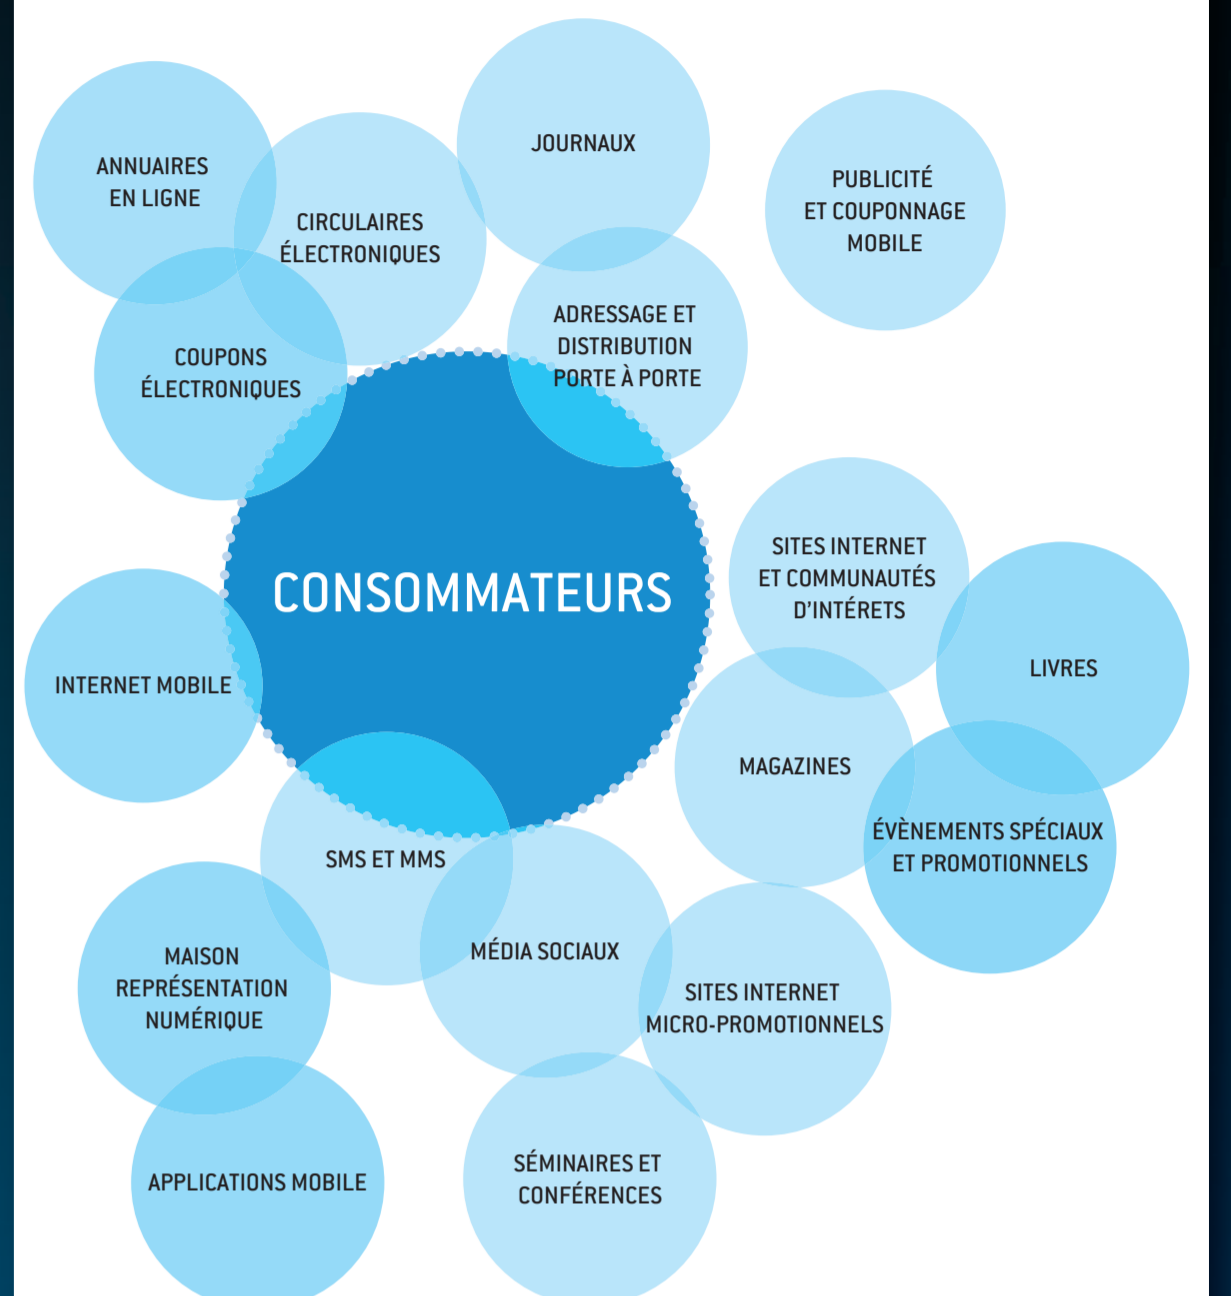 JOURNAUX
ANNUAIRES
EN LIGNE
CIRCULAIRES
ÉLECTRONIQUES
PUBLICITÉ
ET COUPONNAGE
MOBILE
COUPONS
ÉLECTRONIQUES
ADRESSAGE ET
DISTRIBUTION
PORTE À PORTE
CONSOMMATEURS
SITES INTERNET
ET COMMUNAUTÉS
D'INTÉRETS
LIVRES
INTERNET MOBILE
MAGAZINES
ÉVÈNEMENTS SPÉCIAUX
ET PROMOTIONNELS
SMS ET MMS
MÉDIA SOCIAUX
MAISON
REPRÉSENTATION
NUMÉRIQUE
SITES INTERNET
MICRO-PROMOTIONNELS
APPLICATIONS MOBILE
SÉMINAIRES ET
CONFÉRENCES